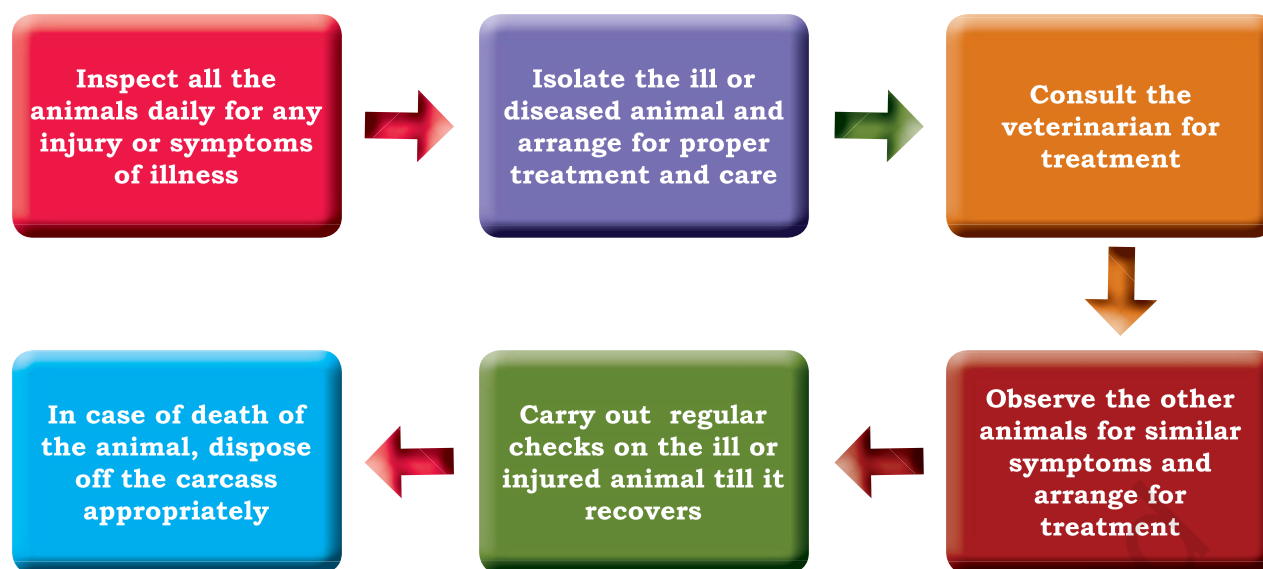 Inspect all the
animals daily for any
injury or symptoms
of illness
Isolate the ill or
diseased animal and
arrange for proper
treatment and care
Consult the
veterinarian for
treatment
Observe the other
animals for similar
symptoms and
arrange for
treatment
Carry out regular
checks on the ill or
injured animal till it
recovers
In case of death of
the animal, dispose
off the carcass
appropriately